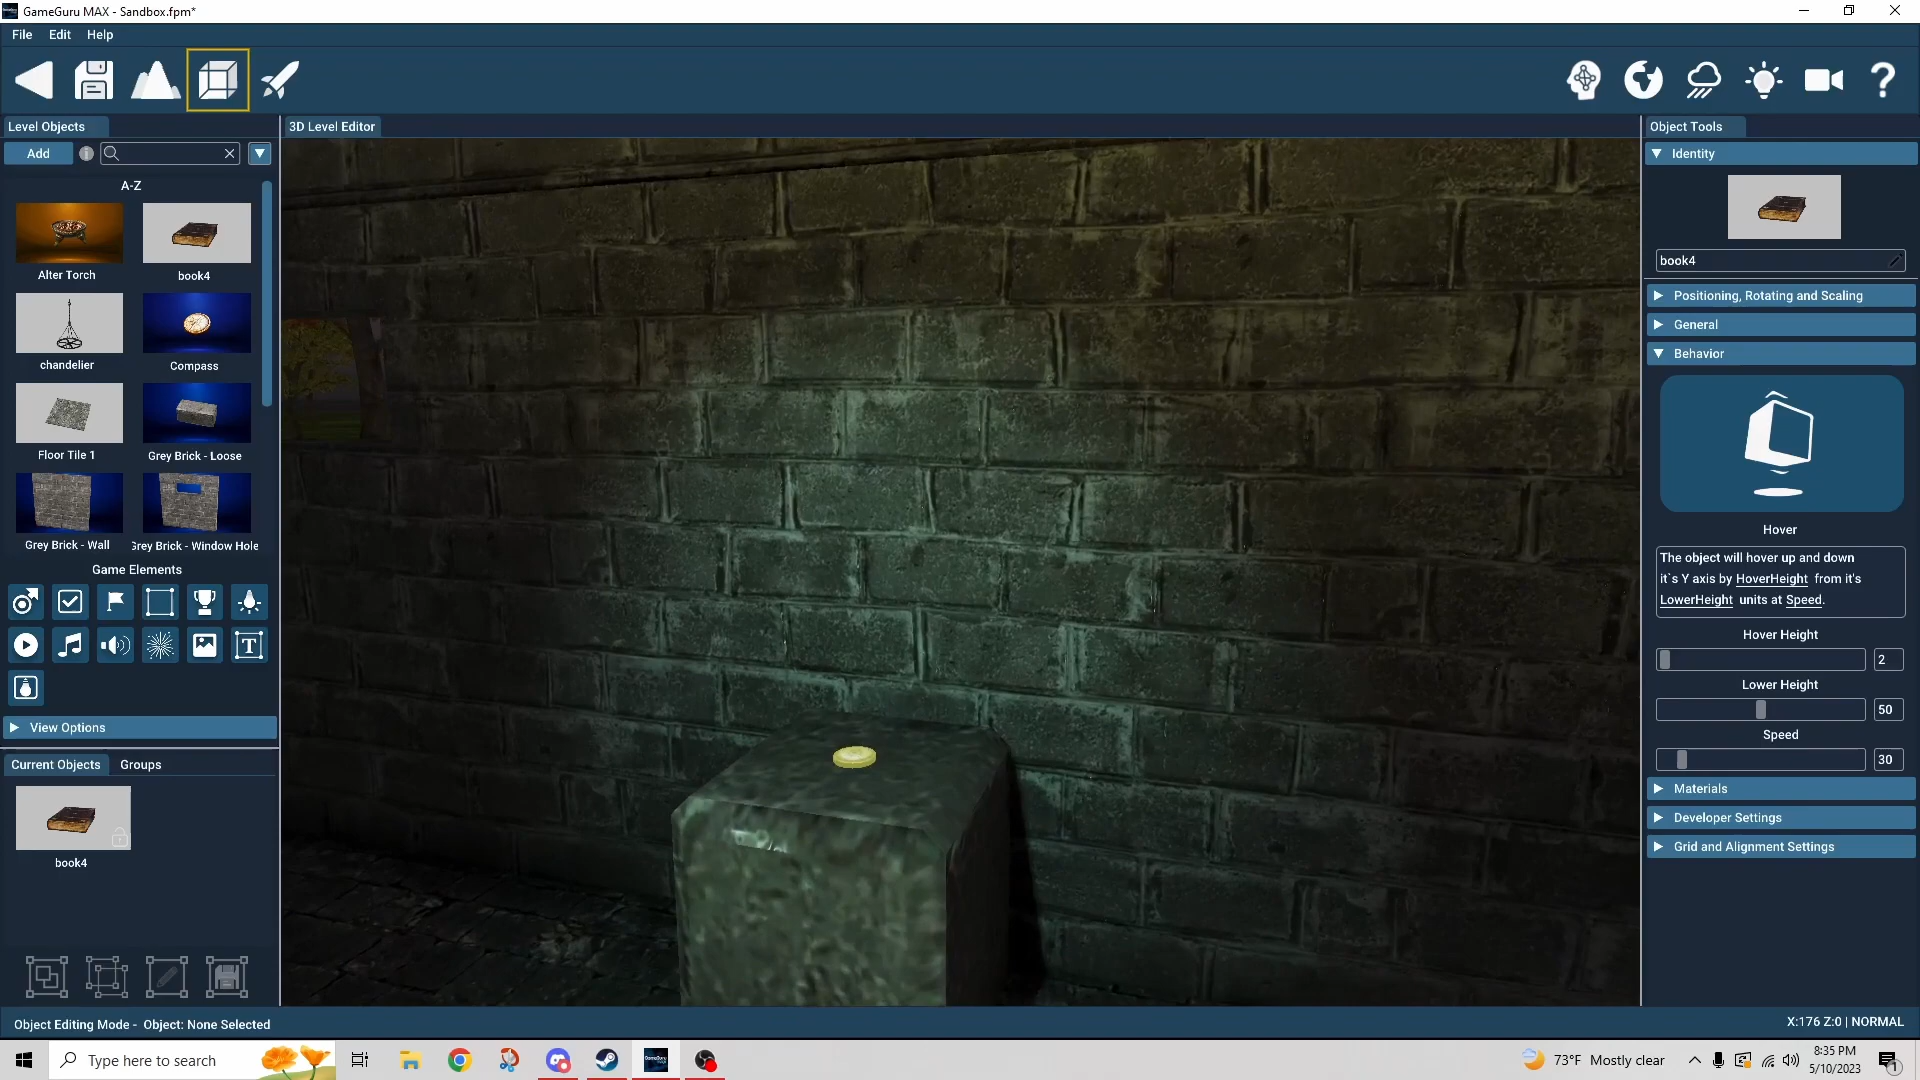 GameGuru MAX - Sandbox.fpm*
File Edit Help
Level Objects
3D Level Editor
Object Tools
Add
Identity
A-Z
Alter Torch
book4
book4
chandelier
Compass
Positioning, Rotating and Scaling
General
Behavior
Floor Tile 1
Grey Brick - Loose
Grey Brick - Wall
Grey Brick - Window Hole
Hover
The object will hover up and down
it`s Y axis by HoverHeight from it's
LowerHeight units at Speed.
Game Elements
T
Hover Height
2
Lower Height
50
Speed
30
View Options
Current Objects
Groups
Materials
Developer Settings
Grid and Alignment Settings
book4
Object Editing Mode - Object: None Selected
X:176 Z:0 | NORMAL
Type here to search
73°F Mostly clear
8:35 PM
5/10/2023
1